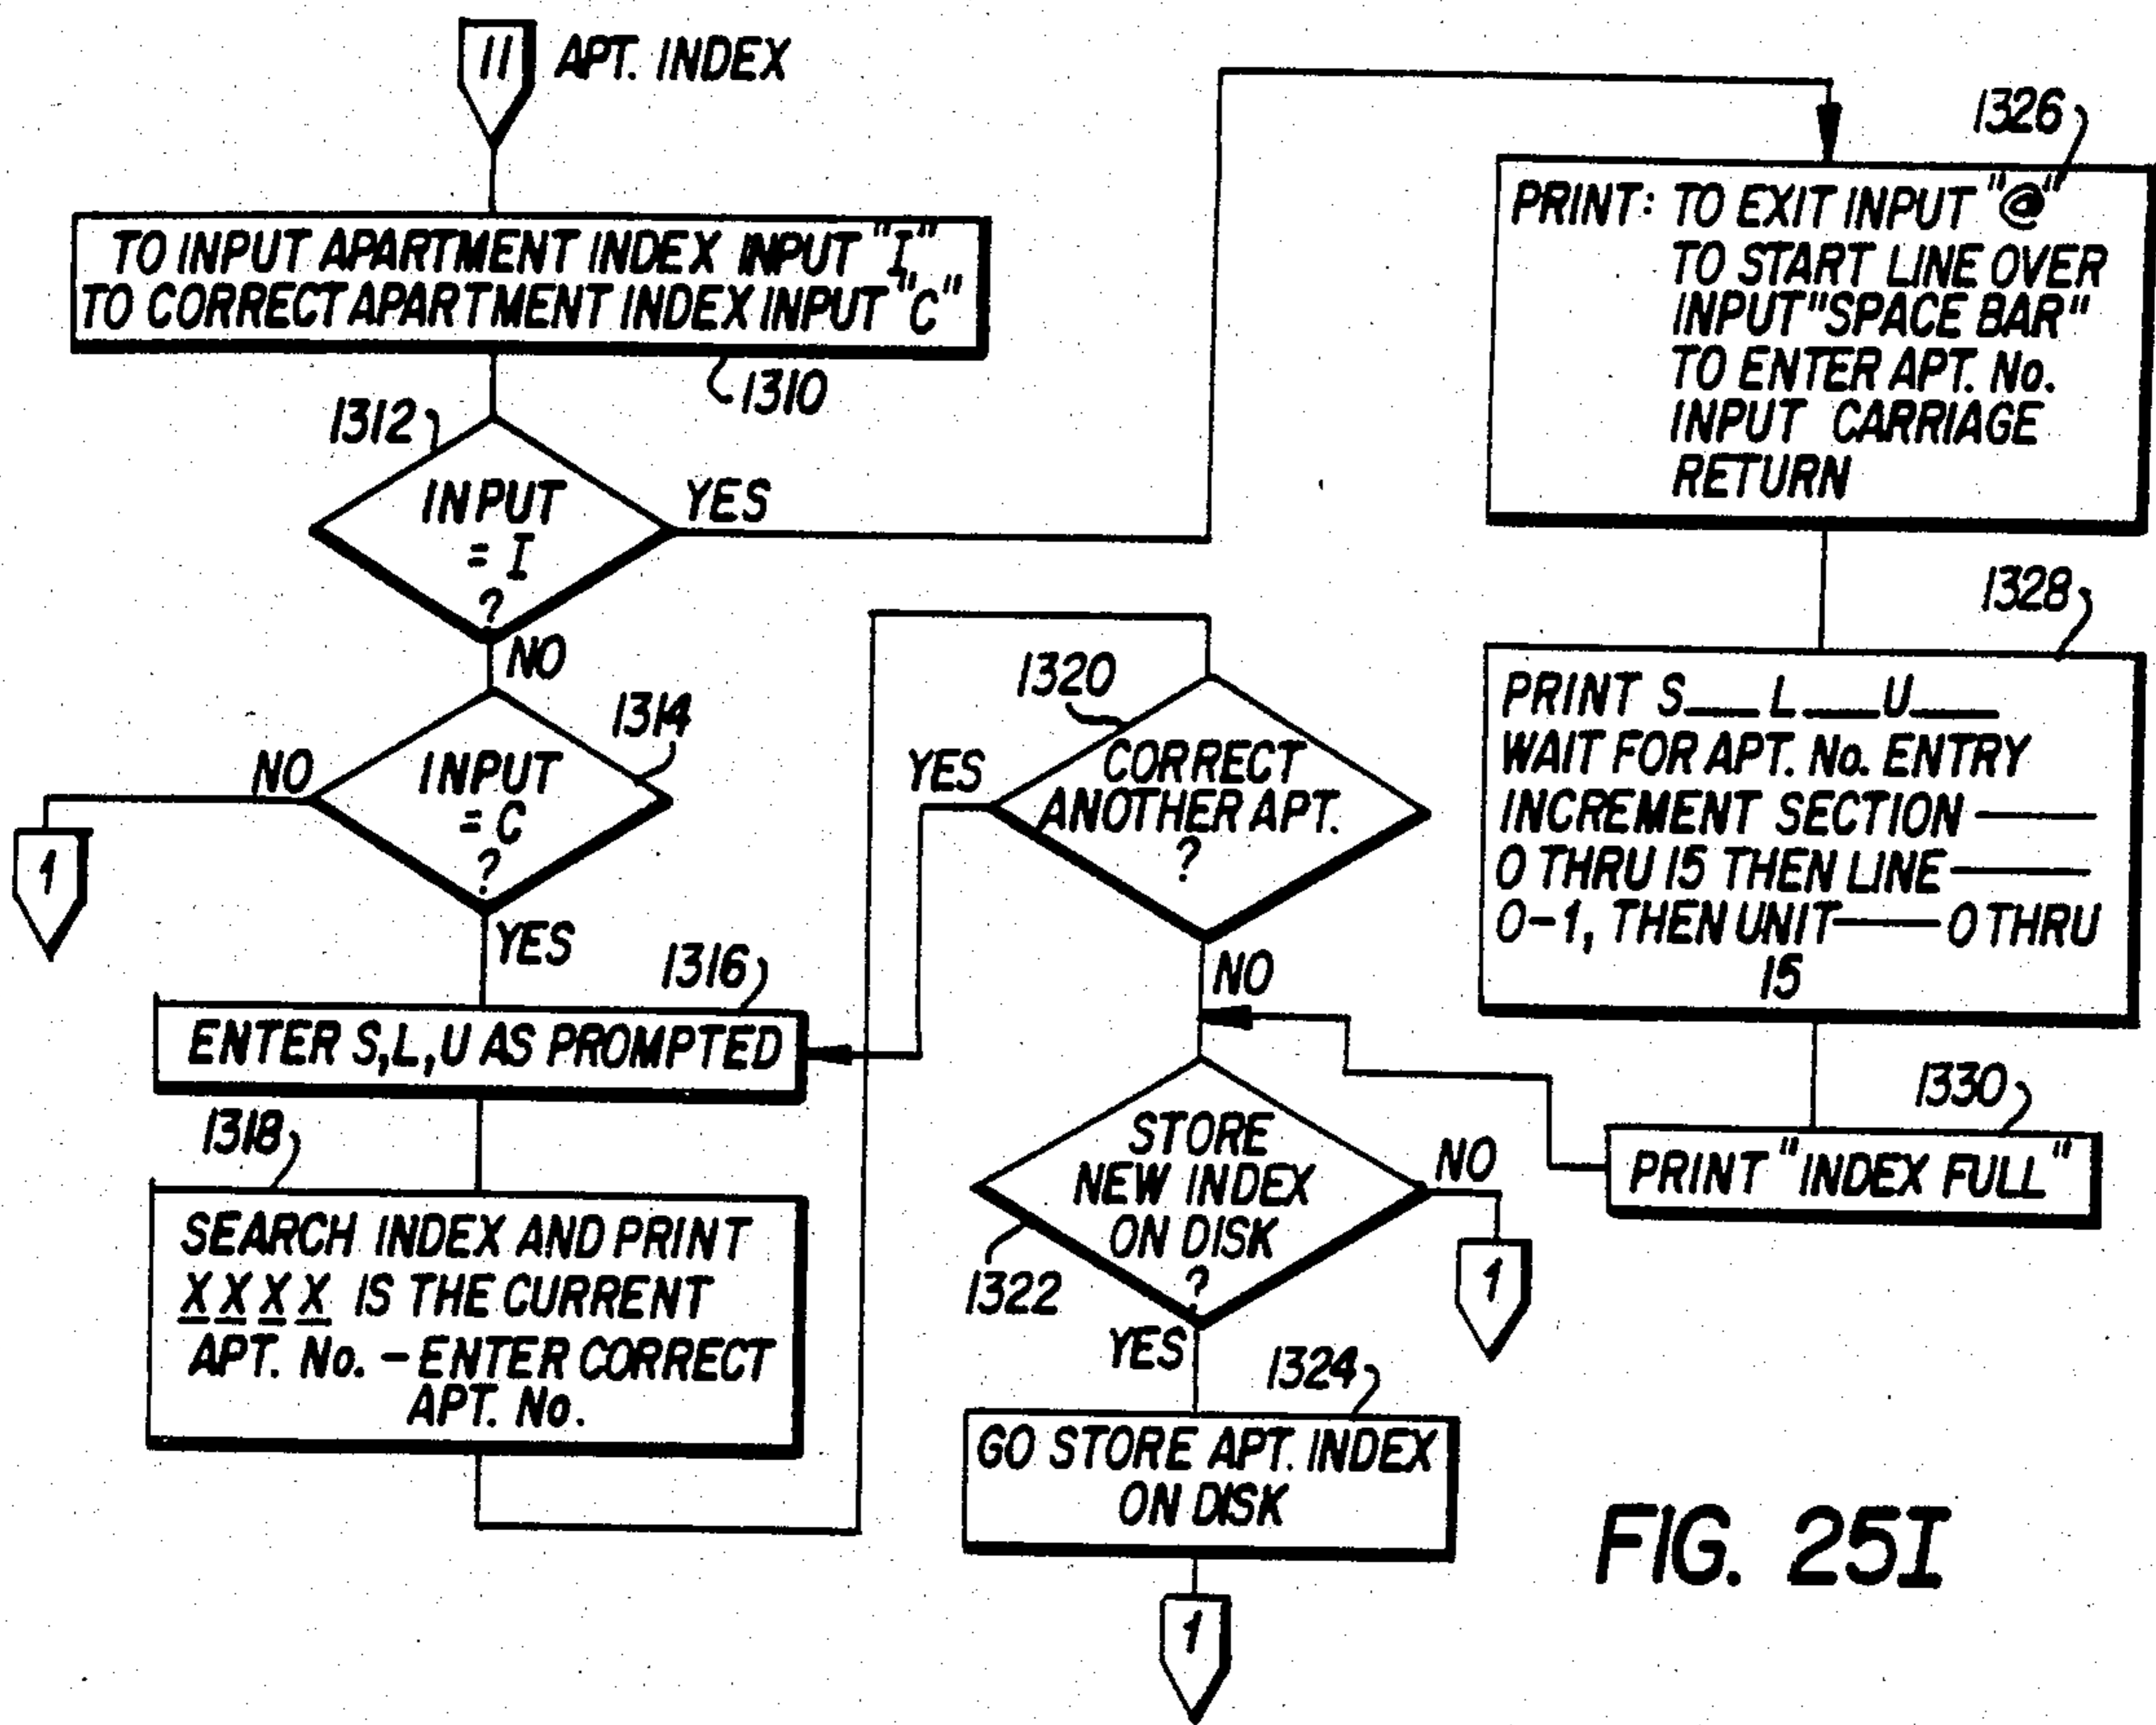 11 APT. INDEX
TO INPUT APARTMENT INDEX INPUT "I"
TO CORRECT APARTMENT INDEX INPUT "C"
1310
1312
INPUT
= I
?
YES
NO
1314
INPUT
= C
?
NO
1
YES
1316
ENTER S,L,U AS PROMPTED
1318
SEARCH INDEX AND PRINT
X X X X IS THE CURRENT
APT. No. - ENTER CORRECT
APT. No.
1320
CORRECT
ANOTHER APT.
?
YES
NO
STORE
NEW INDEX
ON DISK
?
1322
NO
1
YES
1324
GO STORE APT. INDEX
ON DISK
1
1326
PRINT: TO EXIT INPUT "@"
TO START LINE OVER
INPUT "SPACE BAR"
TO ENTER APT. No.
INPUT CARRIAGE
RETURN
1328
PRINT S___ L___ U___
WAIT FOR APT. No. ENTRY
INCREMENT SECTION ——
0 THRU 15 THEN LINE ——
0-1, THEN UNIT —— 0 THRU
15
1330
PRINT "INDEX FULL"
FIG. 25I